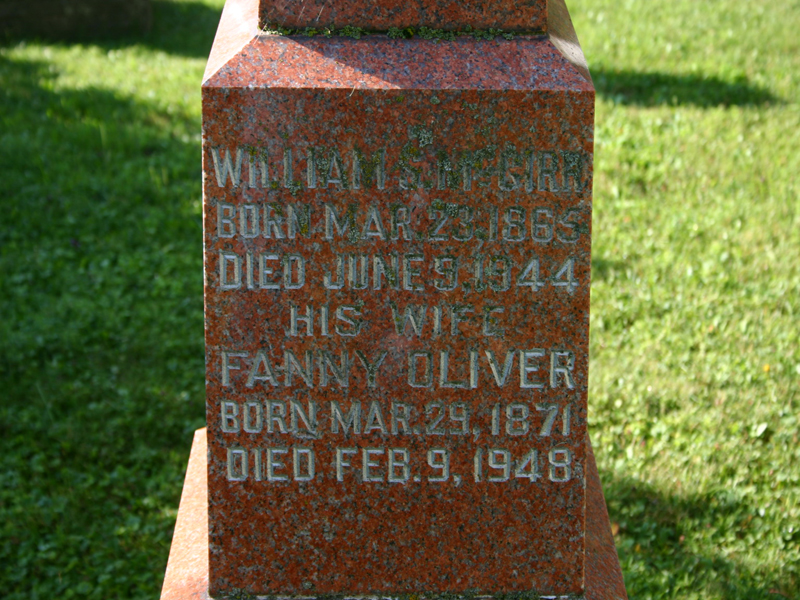 WILLIAM S. McGIRR
BORN MAR. 23, 1865
DIED JUNE 9, 1944
HIS WIFE
FANNY OLIVER
BORN MAR. 29, 1871
DIED FEB. 9, 1948